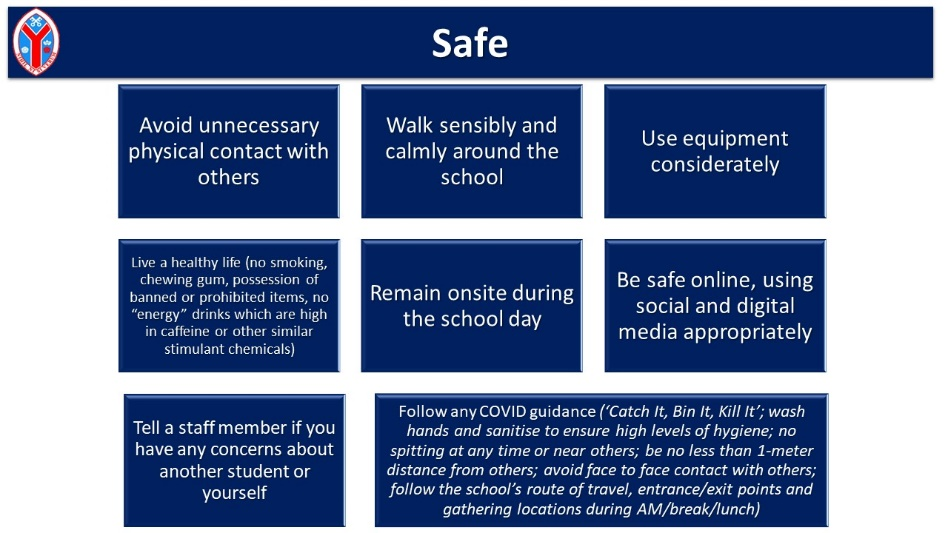 Safe
Avoid unnecessary
physical contact with
others
Walk sensibly and
calmly around the
school
Use equipment
considerately
Live a healthy life (no smoking,
chewing gum, possession of
banned or prohibited items, no
“energy” drinks which are high
in caffeine or other similar
stimulant chemicals)
Remain onsite during
the school day
Be safe online, using
social and digital
media appropriately
Tell a staff member if you
have any concerns about
another student or
yourself
Follow any COVID guidance (‘Catch It, Bin It, Kill It’; wash
hands and sanitise to ensure high levels of hygiene; no
spitting at any time or near others; be no less than 1-meter
distance from others; avoid face to face contact with others;
follow the school’s route of travel, entrance/exit points and
gathering locations during AM/break/lunch)